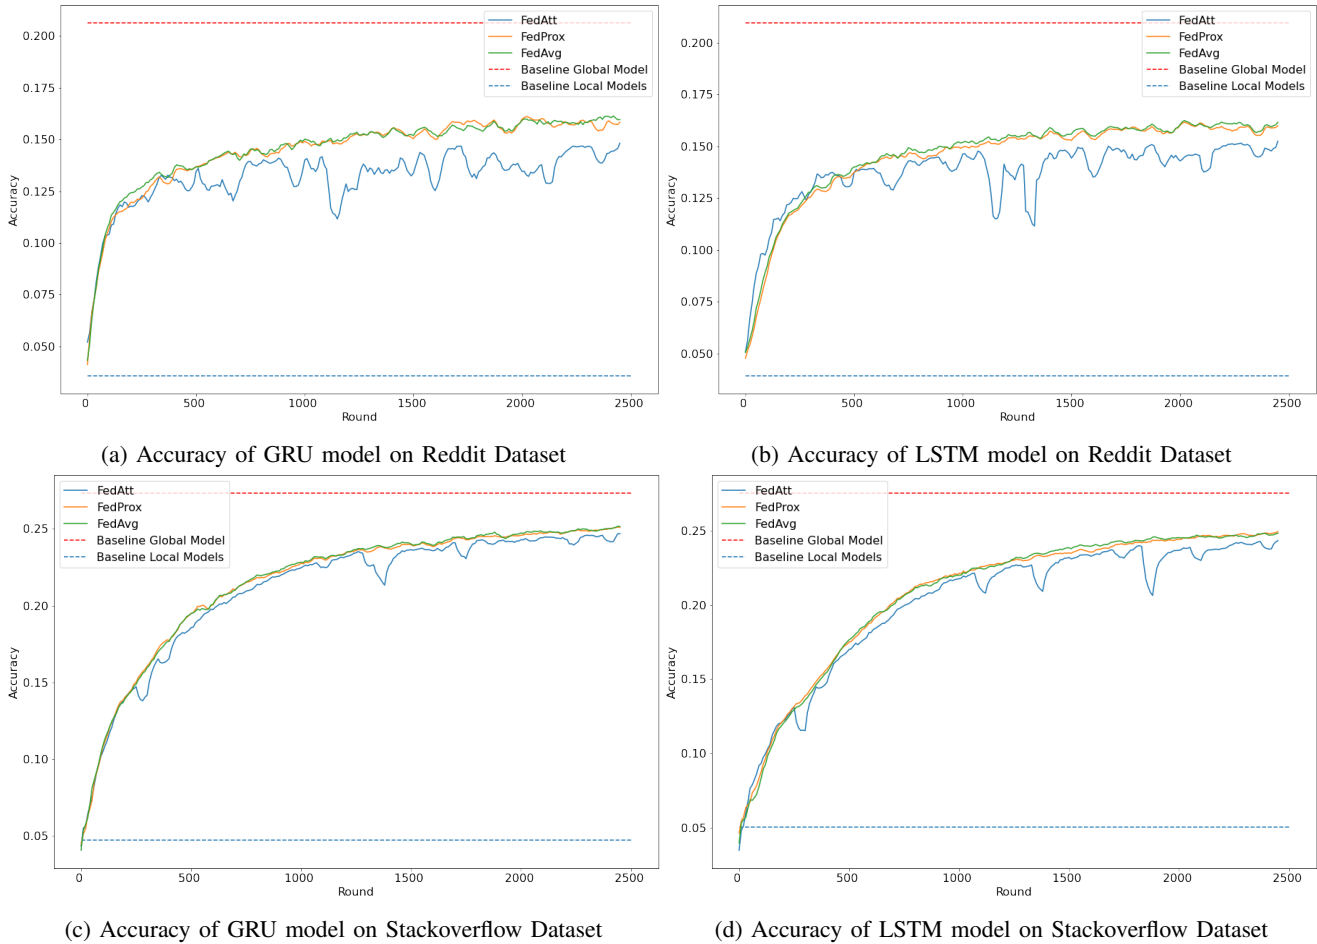 FedAtt
FedProx
FedAvg
Baseline Global Model
Baseline Local Models
0.200
0.175
0.150
0.125
0.100
0.075
0.050
Accuracy
0
500
1000
1500
2000
2500
Round
(a) Accuracy of GRU model on Reddit Dataset
FedAtt
FedProx
FedAvg
Baseline Global Model
Baseline Local Models
0.200
0.175
0.150
0.125
0.100
0.075
0.050
Accuracy
0
500
1000
1500
2000
2500
Round
(b) Accuracy of LSTM model on Reddit Dataset
FedAtt
FedProx
FedAvg
Baseline Global Model
Baseline Local Models
0.25
0.20
0.15
0.10
0.05
Accuracy
0
500
1000
1500
2000
2500
Round
(c) Accuracy of GRU model on Stackoverflow Dataset
FedAtt
FedProx
FedAvg
Baseline Global Model
Baseline Local Models
0.25
0.20
0.15
0.10
0.05
Accuracy
0
500
1000
1500
2000
2500
Round
(d) Accuracy of LSTM model on Stackoverflow Dataset